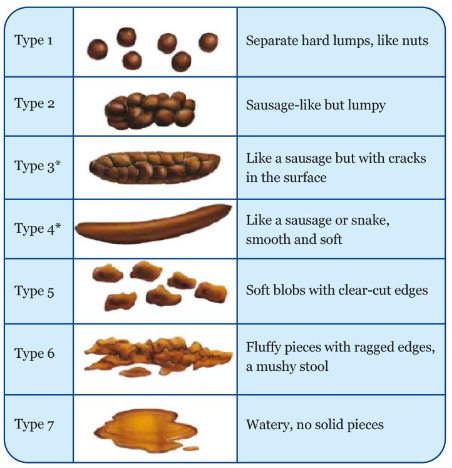 Type 1
Separate hard lumps, like nuts
Type 2
Sausage-like but lumpy
Type 3*
Like a sausage but with cracks
in the surface
Type 4*
Like a sausage or snake,
smooth and soft
Type 5
Soft blobs with clear-cut edges
Type 6
Fluffy pieces with ragged edges,
a mushy stool
Type 7
Watery, no solid pieces